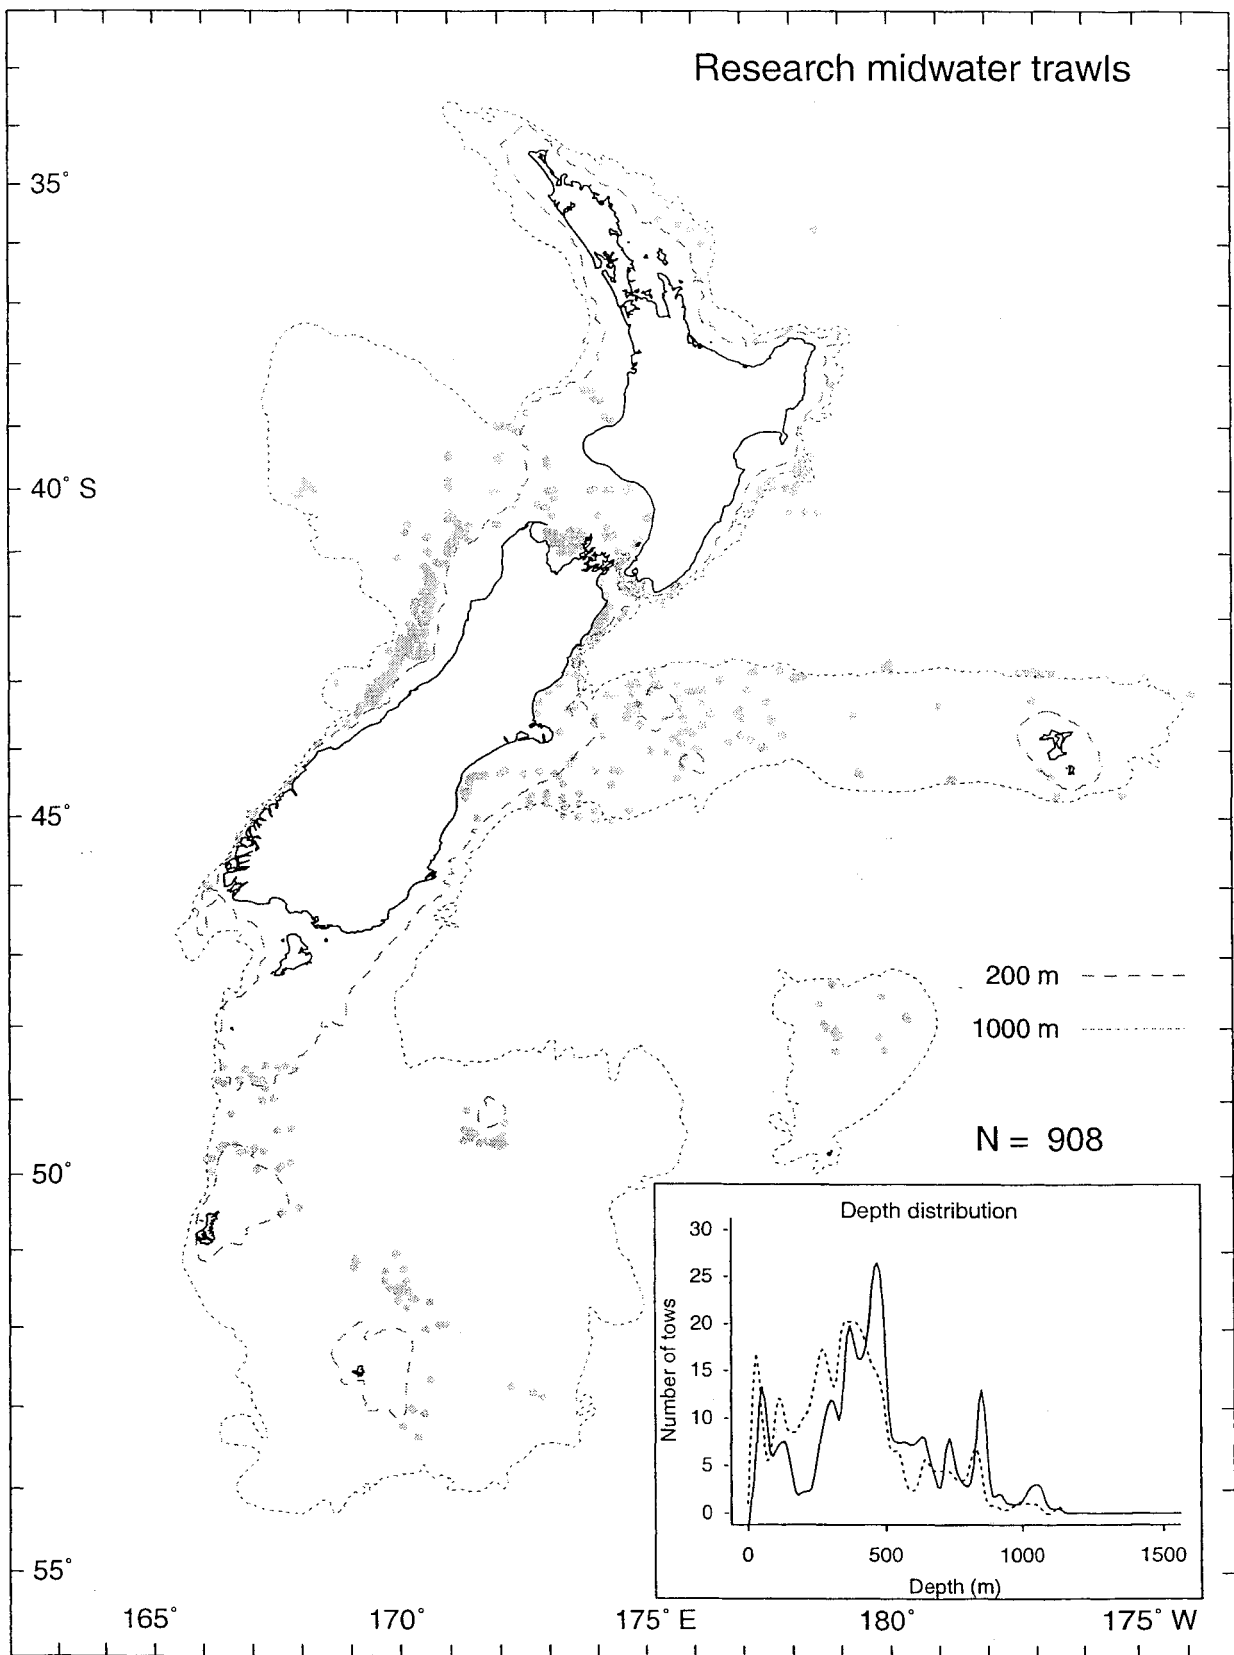 Research midwater trawls
35°
40° S
45°
200 m
1000 m
N = 908
50°
Depth distribution
30
25
20
15
10
5
0
Number of tows
0 500 1000 1500
Depth (m)
55°
165° 170° 175° E 180° 175° W